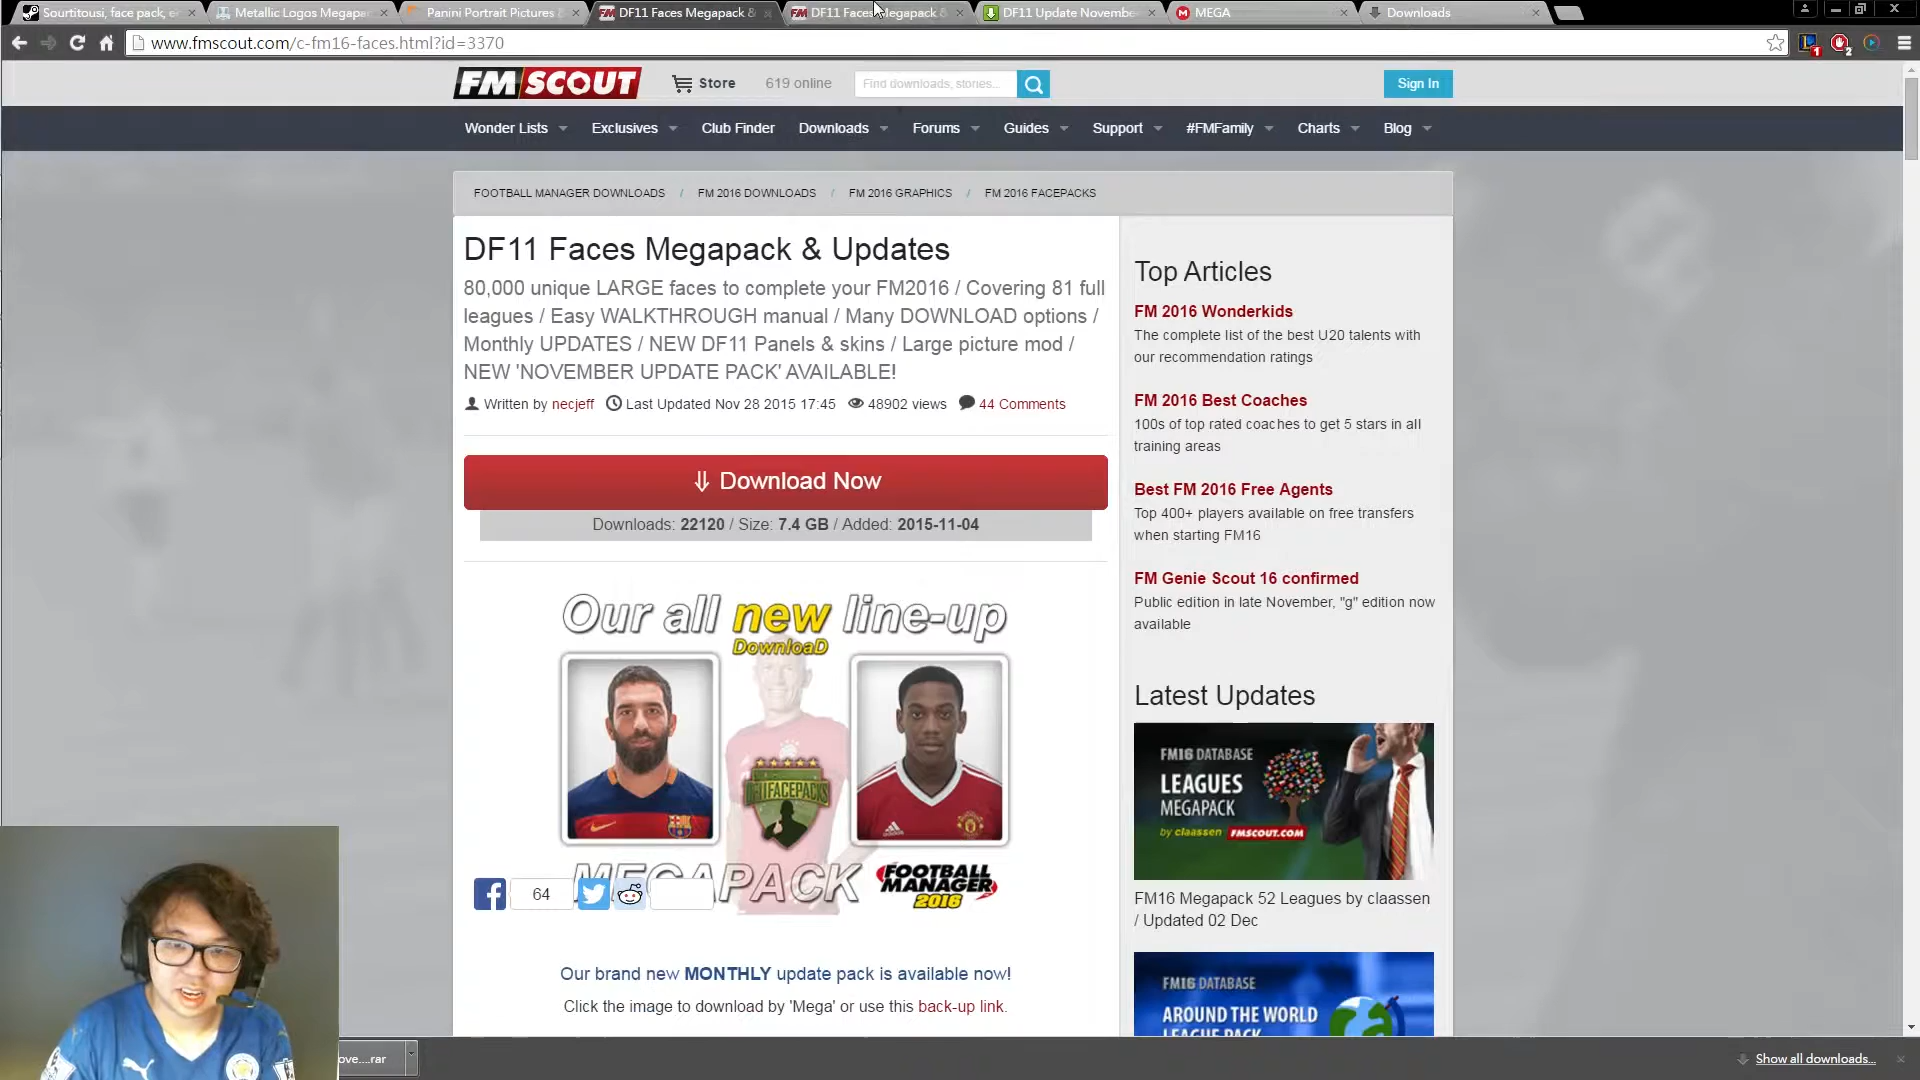 Sourtitousi, face pack, e
Metallic Logos Megapa
Panini Portrait Pictures
DF11 Faces Megapack &
DF11 Faces Megapack &
DF11 Update Novembe
MEGA
Downloads
www.fmscout.com/c-fm16-faces.html?id=3370
1
2
FM SCOUT
Store
619 online
Find downloads, stories...
Sign In
Wonder Lists
Exclusives
Club Finder
Downloads
Forums
Guides
Support
#FMFamily
Charts
Blog
FOOTBALL MANAGER DOWNLOADS / FM 2016 DOWNLOADS / FM 2016 GRAPHICS / FM 2016 FACEPACKS
DF11 Faces Megapack & Updates
80,000 unique LARGE faces to complete your FM2016 / Covering 81 full
leagues / Easy WALKTHROUGH manual / Many DOWNLOAD options /
Monthly UPDATES / NEW DF11 Panels & skins / Large picture mod /
NEW 'NOVEMBER UPDATE PACK' AVAILABLE!
Written by necjeff Last Updated Nov 28 2015 17:45 48902 views 44 Comments
⇓ Download Now
Downloads: 22120 / Size: 7.4 GB / Added: 2015-11-04
Our all new line-up
DownloaD
DF11FACEPACKS
MEGAPACK
FOOTBALL
MANAGER
2016
64
Our brand new MONTHLY update pack is available now!
Click the image to download by 'Mega' or use this back-up link.
Top Articles
FM 2016 Wonderkids
The complete list of the best U20 talents with
our recommendation ratings
FM 2016 Best Coaches
100s of top rated coaches to get 5 stars in all
training areas
Best FM 2016 Free Agents
Top 400+ players available on free transfers
when starting FM16
FM Genie Scout 16 confirmed
Public edition in late November, "g" edition now
available
Latest Updates
FM16 DATABASE
LEAGUES
MEGAPACK
by claassen FMSCOUT.COM
FM16 Megapack 52 Leagues by claassen
/ Updated 02 Dec
FM16 DATABASE
AROUND THE WORLD
LEAGUE PACK
ove....rar
Show all downloads...